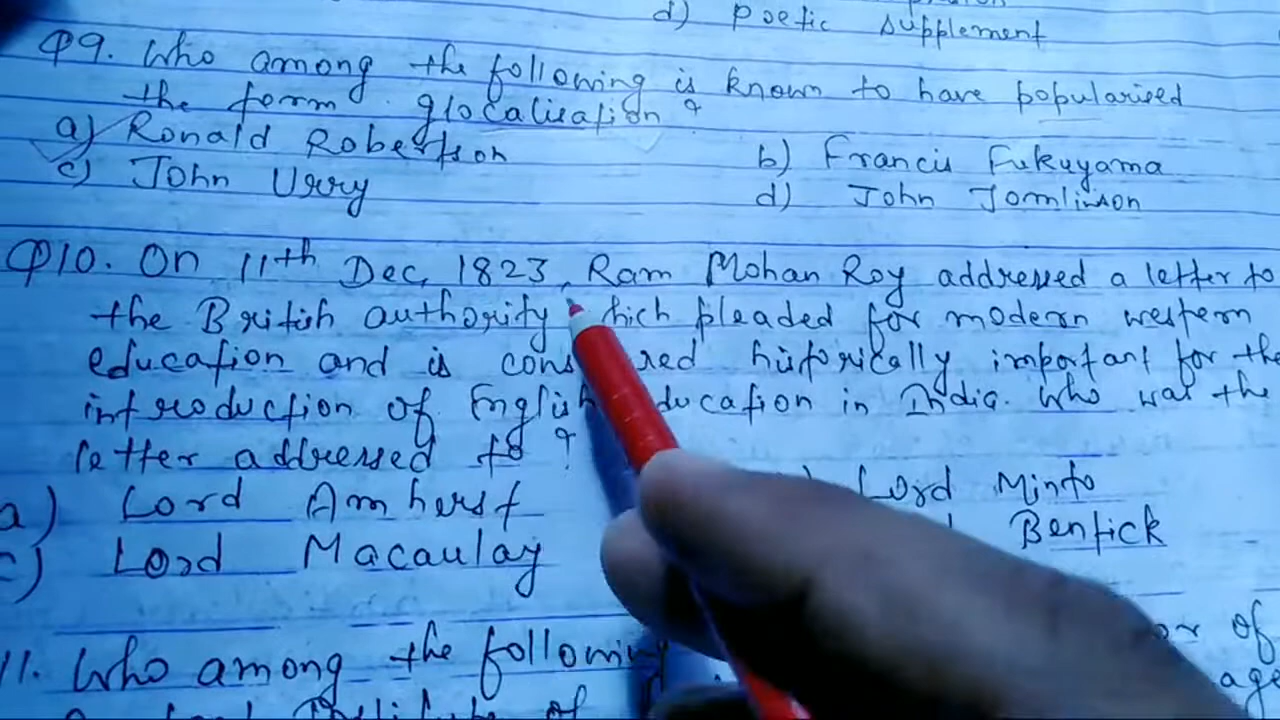 d) Poetic supplement
Q9. Who among the following is known to have popularised
the form glocalisation?
a) Ronald Robertson
b) Francis Fukuyama
c) John Urry
d) John Tomlinson
Q10. On 11th Dec, 1823, Ram Mohan Roy addressed a letter to
the British authority which pleaded for modern western
education and is considered historically important for the
introduction of English education in India. Who was the
letter addressed to?
a) Lord Amherst
) Lord Minto
c) Lord Macaulay
Bentick
11. Who among the following or of